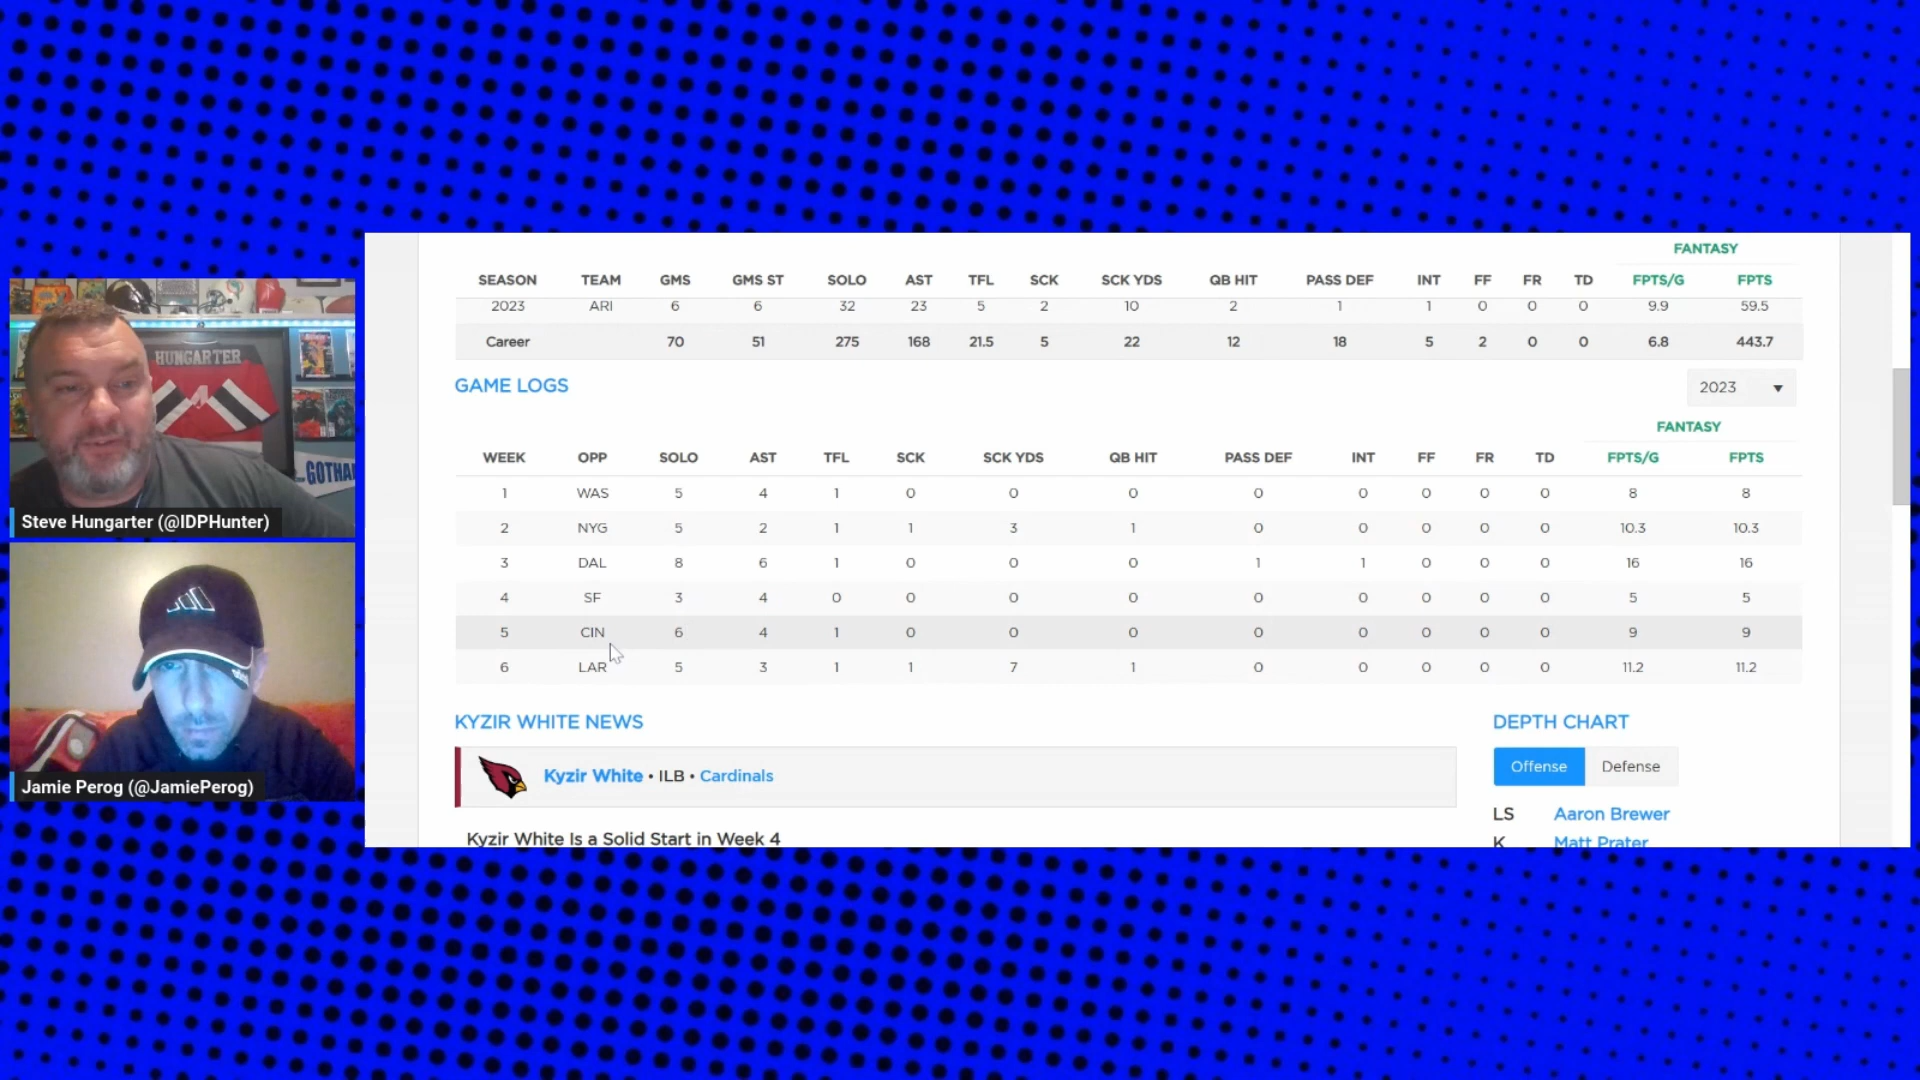 FANTASY
SEASON TEAM GMS GMS ST SOLO AST TFL SCK SCK YDS QB HIT PASS DEF INT FF FR TD FPTS/G FPTS
2023 ARI 6 6 32 23 5 2 10 2 1 1 0 0 0 9.9 59.5
Career 70 51 275 168 21.5 5 22 12 18 5 2 0 0 6.8 443.7
GAME LOGS
2023
FANTASY
WEEK OPP SOLO AST TFL SCK SCK YDS QB HIT PASS DEF INT FF FR TD FPTS/G FPTS
1 WAS 5 4 1 0 0 0 0 0 0 0 0 8 8
2 NYG 5 2 1 1 3 1 0 0 0 0 0 10.3 10.3
3 DAL 8 6 1 0 0 0 1 1 0 0 0 16 16
4 SF 3 4 0 0 0 0 0 0 0 0 0 5 5
5 CIN 6 4 1 0 0 0 0 0 0 0 0 9 9
6 LAR 5 3 1 1 7 1 0 0 0 0 0 11.2 11.2
KYZIR WHITE NEWS
Kyzir White • ILB • Cardinals
Kyzir White Is a Solid Start in Week 4
DEPTH CHART
Offense Defense
LS Aaron Brewer
K Matt Prater
HUNGARTER
GOTHA
Steve Hungarter (@IDPHunter)
Jamie Perog (@JamiePerog)